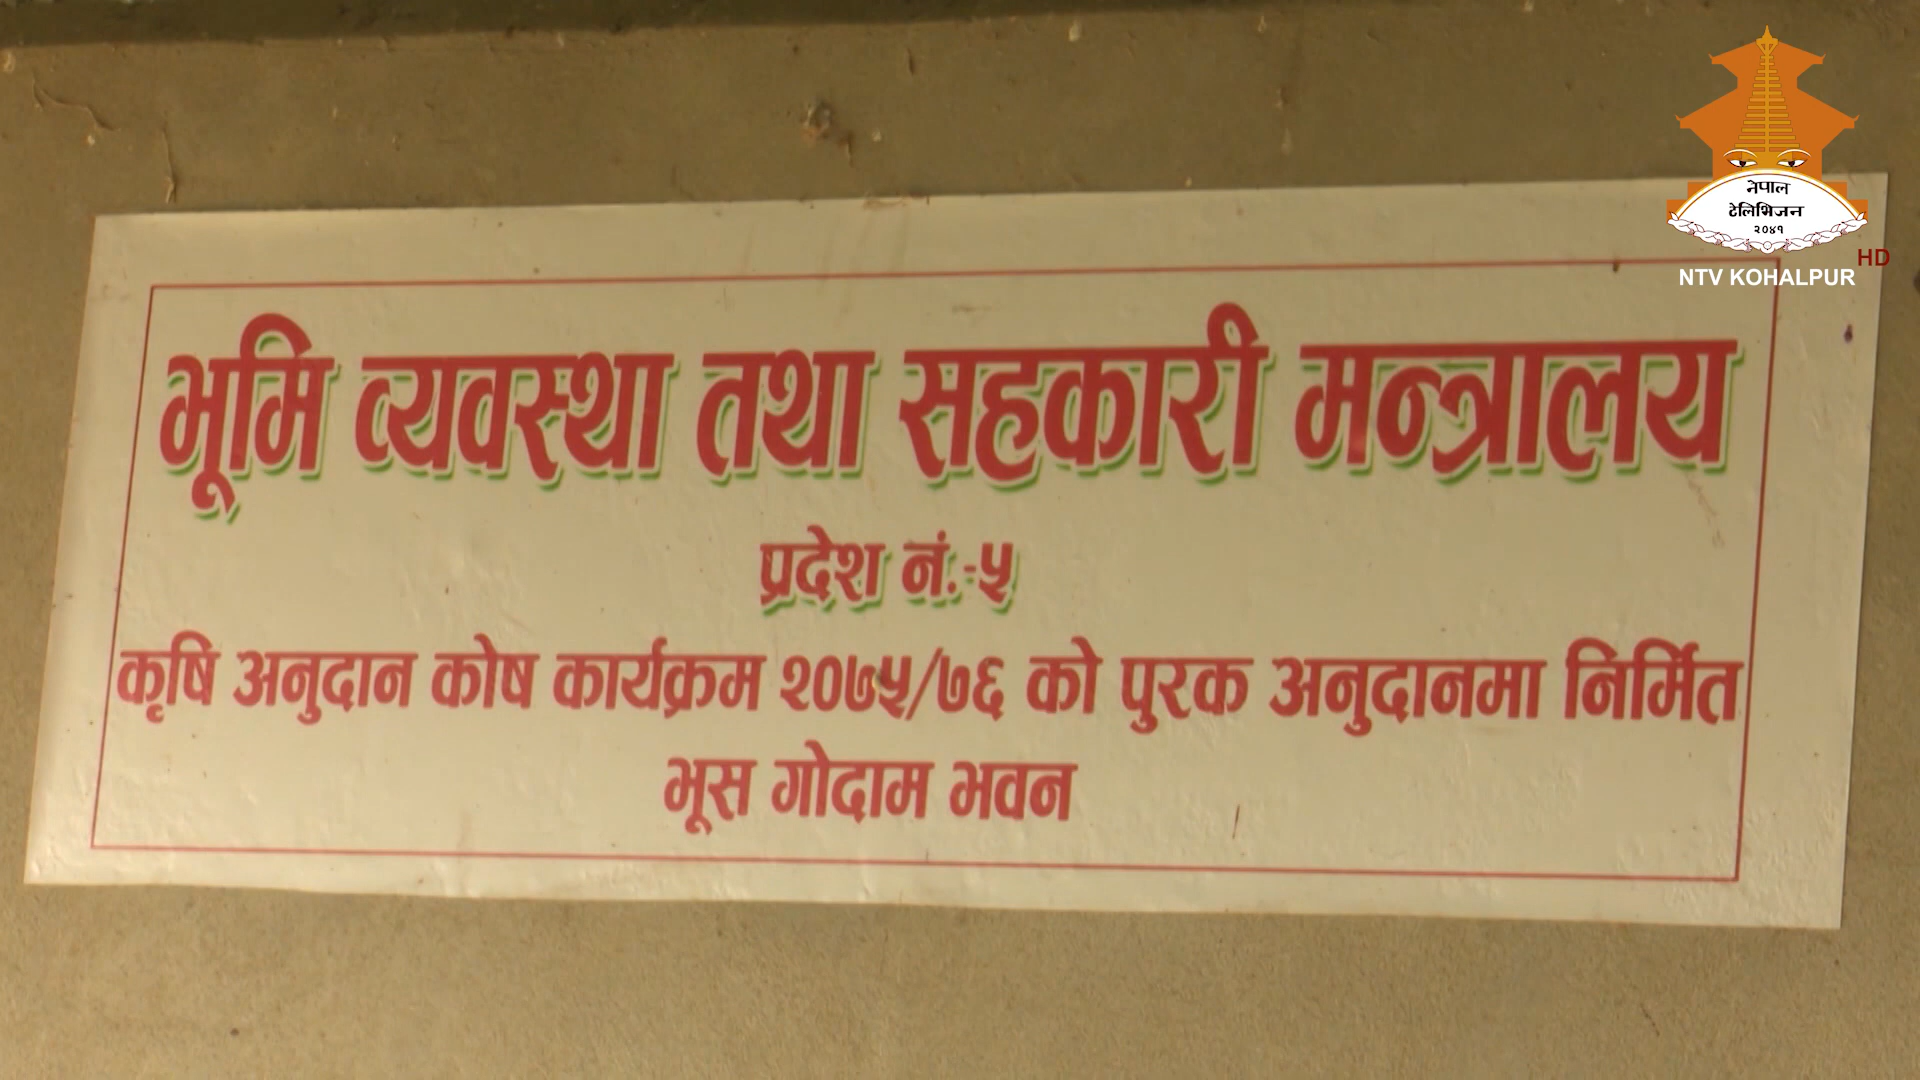 नेपाल
टेलिभिजन
२०४१
HD
NTV KOHALPUR
भूमि व्यवस्था तथा सहकारी मन्त्रालय
प्रदेश नं.-५
कृषि अनुदान कोष कार्यक्रम २०७५/७६ को पुरक अनुदानमा निर्मित
भूस गोदाम भवन